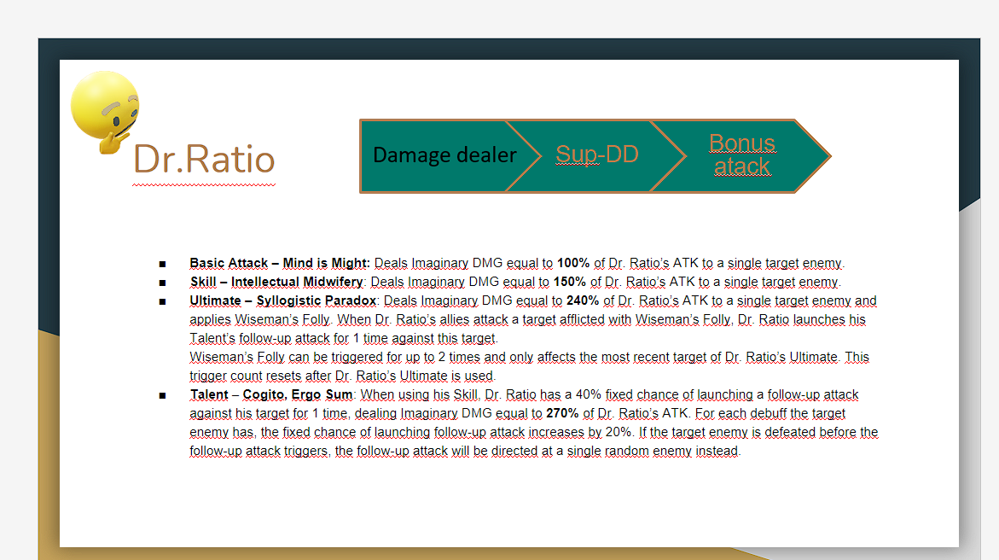 Dr.Ratio
Damage dealer
Sup-DD
Bonus
atack
■ Basic Attack – Mind is Might: Deals Imaginary DMG equal to 100% of Dr. Ratio's ATK to a single target enemy.
■ Skill – Intellectual Midwifery: Deals Imaginary DMG equal to 150% of Dr. Ratio's ATK to a single target enemy.
■ Ultimate – Syllogistic Paradox: Deals Imaginary DMG equal to 240% of Dr. Ratio's ATK to a single target enemy and
applies Wiseman's Folly. When Dr. Ratio's allies attack a target afflicted with Wiseman's Folly, Dr. Ratio launches his
Talent's follow-up attack for 1 time against this target.
Wiseman's Folly can be triggered for up to 2 times and only affects the most recent target of Dr. Ratio's Ultimate. This
trigger count resets after Dr. Ratio's Ultimate is used.
■ Talent – Cogito, Ergo Sum: When using his Skill, Dr. Ratio has a 40% fixed chance of launching a follow-up attack
against his target for 1 time, dealing Imaginary DMG equal to 270% of Dr. Ratio's ATK. For each debuff the target
enemy has, the fixed chance of launching follow-up attack increases by 20%. If the target enemy is defeated before the
follow-up attack triggers, the follow-up attack will be directed at a single random enemy instead.